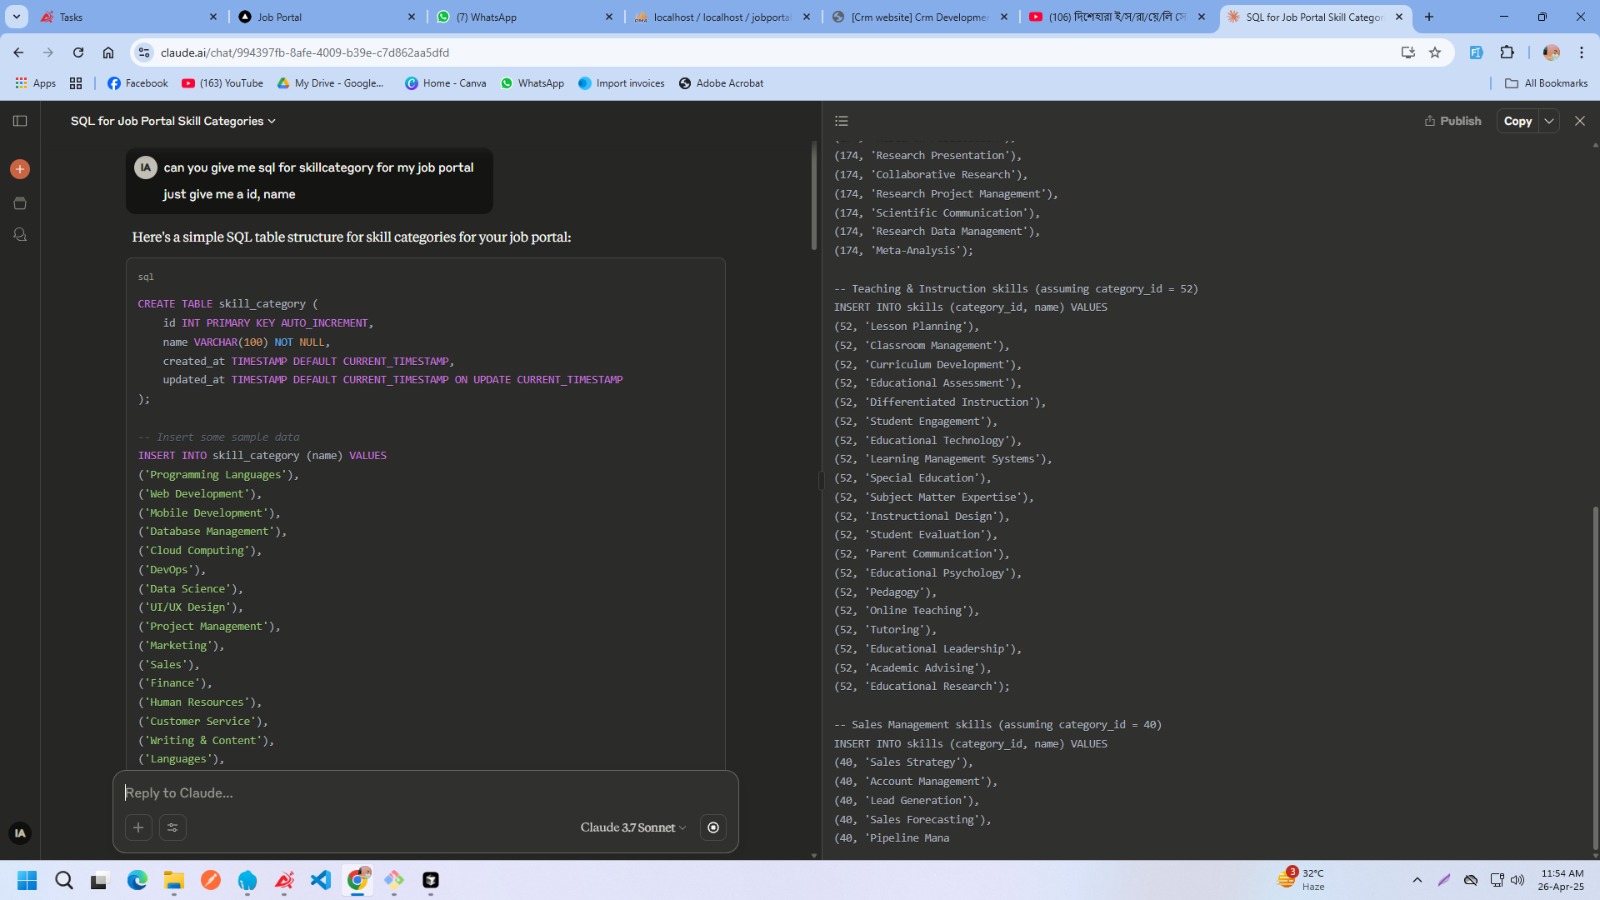 Tasks
Job Portal
(7) WhatsApp
localhost / localhost / jobportal
[Crm website] Crm Developmen
(106) দিশেহারা ই/স/রা/য়ে/লি সে
SQL for Job Portal Skill Categor
claude.ai/chat/994397fb-8afe-4009-b39e-c7d862aa5dfd
Apps
Facebook
(163) YouTube
My Drive - Google...
Home - Canva
WhatsApp
Import invoices
Adobe Acrobat
All Bookmarks
SQL for Job Portal Skill Categories
IA
can you give me sql for skillcategory for my job portal
just give me a id, name
Here's a simple SQL table structure for skill categories for your job portal:
sql
CREATE TABLE skill_category (
id INT PRIMARY KEY AUTO_INCREMENT,
name VARCHAR(100) NOT NULL,
created_at TIMESTAMP DEFAULT CURRENT_TIMESTAMP,
updated_at TIMESTAMP DEFAULT CURRENT_TIMESTAMP ON UPDATE CURRENT_TIMESTAMP
);
-- Insert some sample data
INSERT INTO skill_category (name) VALUES
('Programming Languages'),
('Web Development'),
('Mobile Development'),
('Database Management'),
('Cloud Computing'),
('DevOps'),
('Data Science'),
('UI/UX Design'),
('Project Management'),
('Marketing'),
('Sales'),
('Finance'),
('Human Resources'),
('Customer Service'),
('Writing & Content'),
('Languages'),
Reply to Claude...
Claude 3.7 Sonnet
IA
Publish
Copy
(174, 'Research Presentation'),
(174, 'Collaborative Research'),
(174, 'Research Project Management'),
(174, 'Scientific Communication'),
(174, 'Research Data Management'),
(174, 'Meta-Analysis');
-- Teaching & Instruction skills (assuming category_id = 52)
INSERT INTO skills (category_id, name) VALUES
(52, 'Lesson Planning'),
(52, 'Classroom Management'),
(52, 'Curriculum Development'),
(52, 'Educational Assessment'),
(52, 'Differentiated Instruction'),
(52, 'Student Engagement'),
(52, 'Educational Technology'),
(52, 'Learning Management Systems'),
(52, 'Special Education'),
(52, 'Subject Matter Expertise'),
(52, 'Instructional Design'),
(52, 'Student Evaluation'),
(52, 'Parent Communication'),
(52, 'Educational Psychology'),
(52, 'Pedagogy'),
(52, 'Online Teaching'),
(52, 'Tutoring'),
(52, 'Educational Leadership'),
(52, 'Academic Advising'),
(52, 'Educational Research');
-- Sales Management skills (assuming category_id = 40)
INSERT INTO skills (category_id, name) VALUES
(40, 'Sales Strategy'),
(40, 'Account Management'),
(40, 'Lead Generation'),
(40, 'Sales Forecasting'),
(40, 'Pipeline Mana
3
32°C
Haze
11:54 AM
26-Apr-25